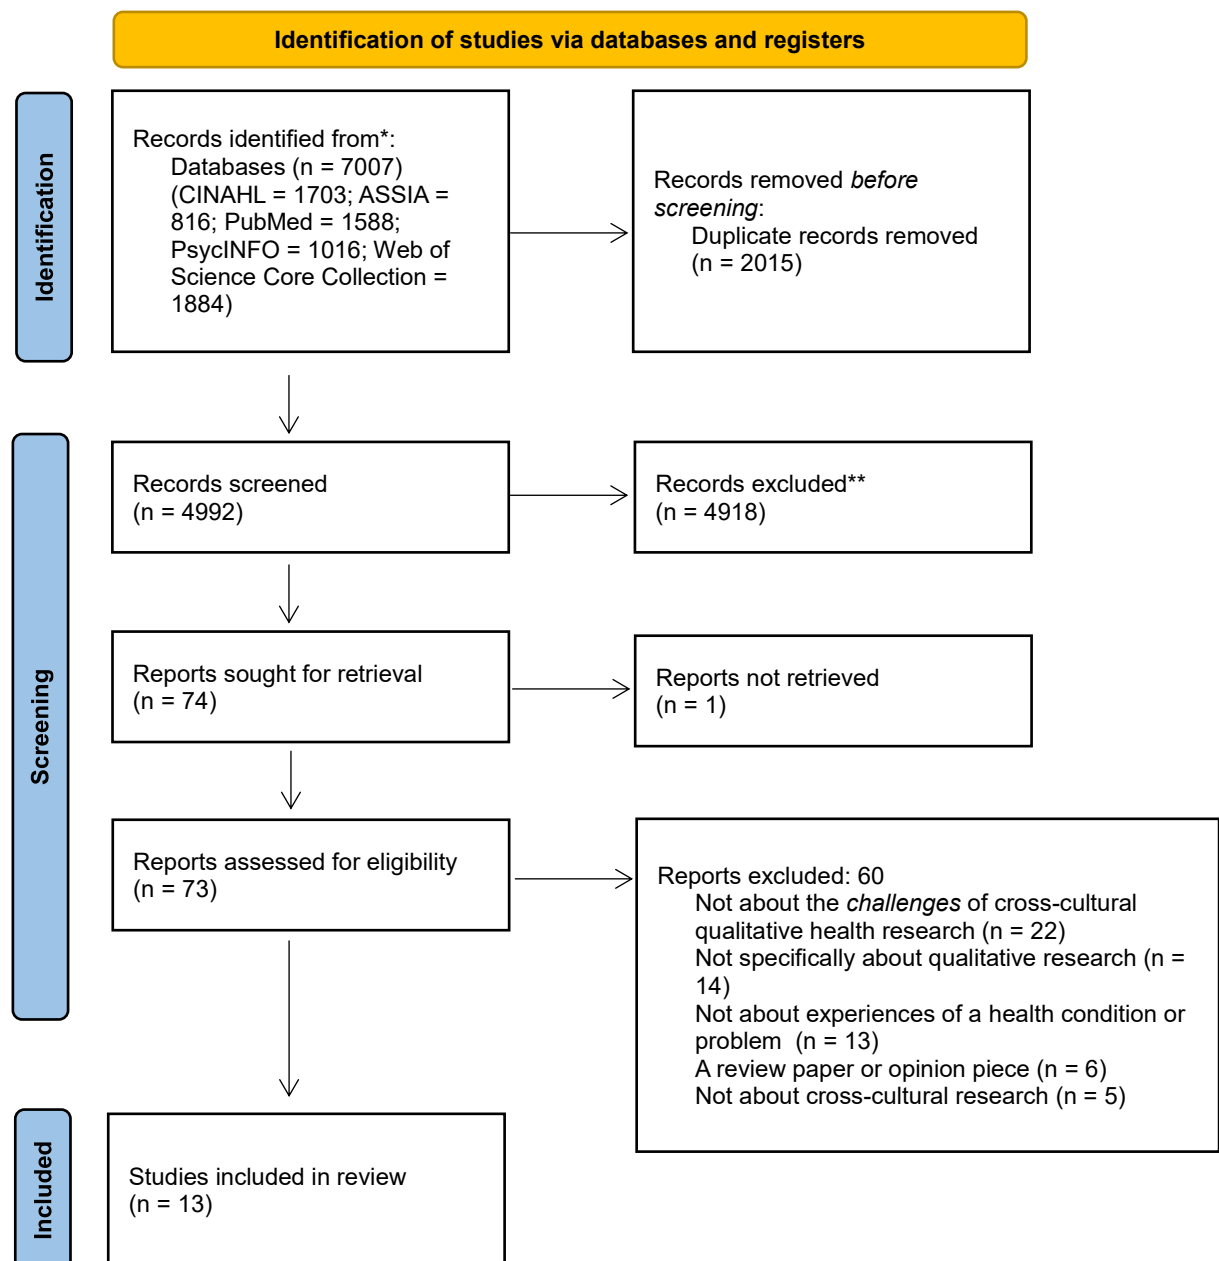 Identification of studies via databases and registers
Identification
Records identified from*:
Databases (n = 7007)
(CINAHL = 1703; ASSIA =
816; PubMed = 1588;
PsycINFO = 1016; Web of
Science Core Collection =
1884)
Records removed before
screening:
Duplicate records removed
(n = 2015)
Screening
Records screened
(n = 4992)
Records excluded**
(n = 4918)
Reports sought for retrieval
(n = 74)
Reports not retrieved
(n = 1)
Reports assessed for eligibility
(n = 73)
Reports excluded: 60
Not about the challenges of cross-cultural
qualitative health research (n = 22)
Not specifically about qualitative research (n =
14)
Not about experiences of a health condition or
problem (n = 13)
A review paper or opinion piece (n = 6)
Not about cross-cultural research (n = 5)
Included
Studies included in review
(n = 13)